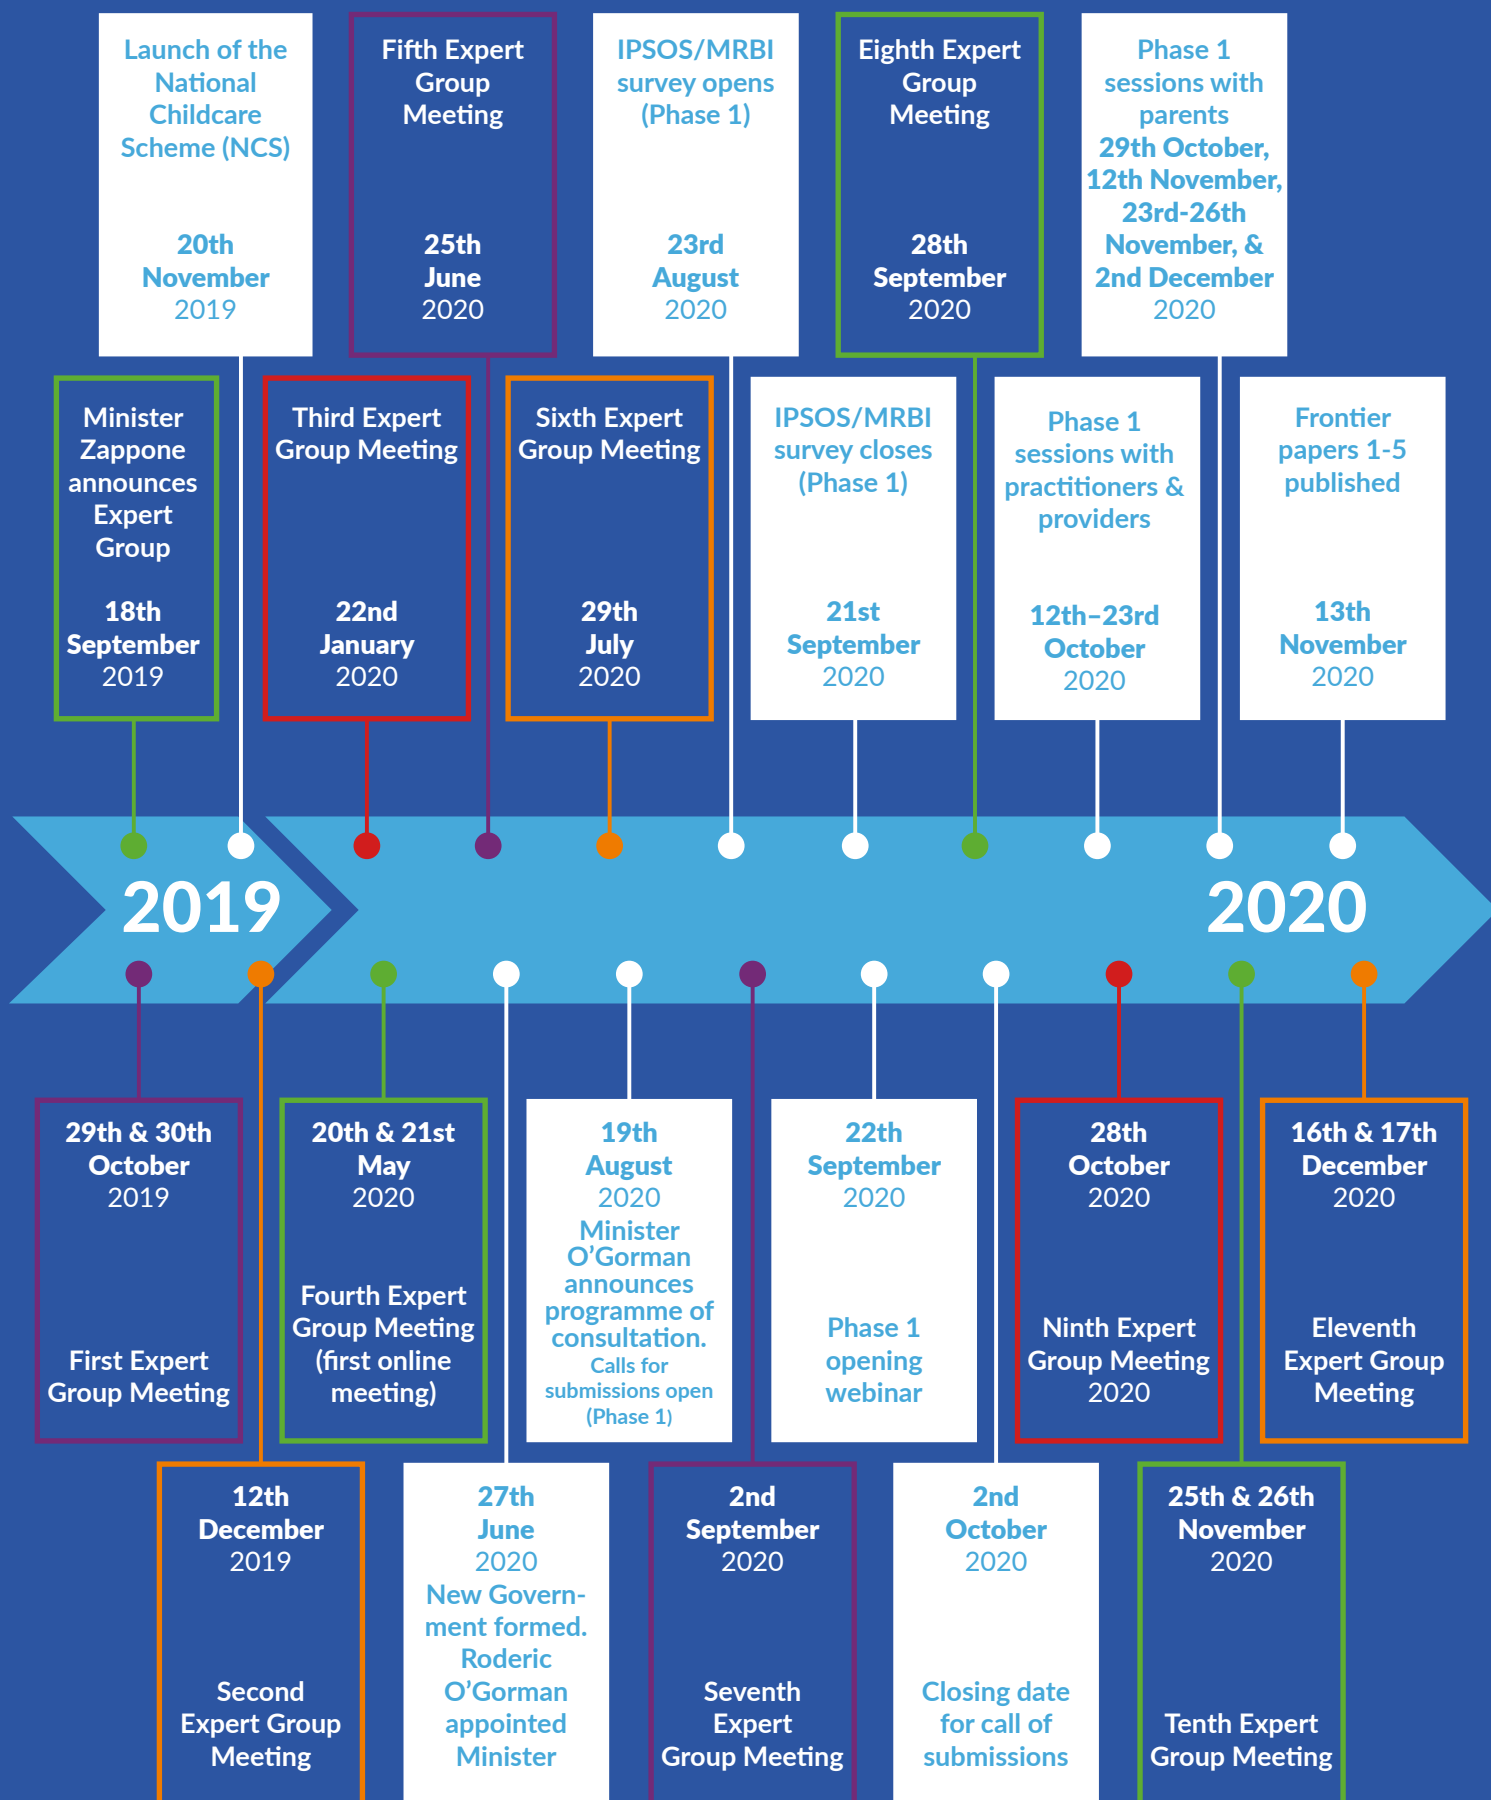 Launch of the
National
Childcare
Scheme (NCS)
20th
November
2019
Fifth Expert
Group
Meeting
25th
June
2020
IPSOS/MRBI
survey opens
(Phase 1)
23rd
August
2020
Eighth Expert
Group
Meeting
28th
September
2020
Phase 1
sessions with
parents
29th October,
12th November,
23rd-26th
November, &
2nd December
2020
Minister
Zappone
announces
Expert
Group
18th
September
2019
Third Expert
Group Meeting
22nd
January
2020
Sixth Expert
Group Meeting
29th
July
2020
IPSOS/MRBI
survey closes
(Phase 1)
21st
September
2020
Phase 1
sessions with
practitioners &
providers
12th–23rd
October
2020
Frontier
papers 1-5
published
13th
November
2020
2019
2020
29th & 30th
October
2019
First Expert
Group Meeting
20th & 21st
May
2020
Fourth Expert
Group Meeting
(first online
meeting)
19th
August
2020
Minister
O’Gorman
announces
programme of
consultation.
Calls for
submissions open
(Phase 1)
22th
September
2020
Phase 1
opening
webinar
28th
October
2020
Ninth Expert
Group Meeting
2020
16th & 17th
December
2020
Eleventh
Expert Group
Meeting
12th
December
2019
Second
Expert Group
Meeting
27th
June
2020
New Govern-
ment formed.
Roderic
O’Gorman
appointed
Minister
2nd
September
2020
Seventh
Expert
Group Meeting
2nd
October
2020
Closing date
for call of
submissions
25th & 26th
November
2020
Tenth Expert
Group Meeting